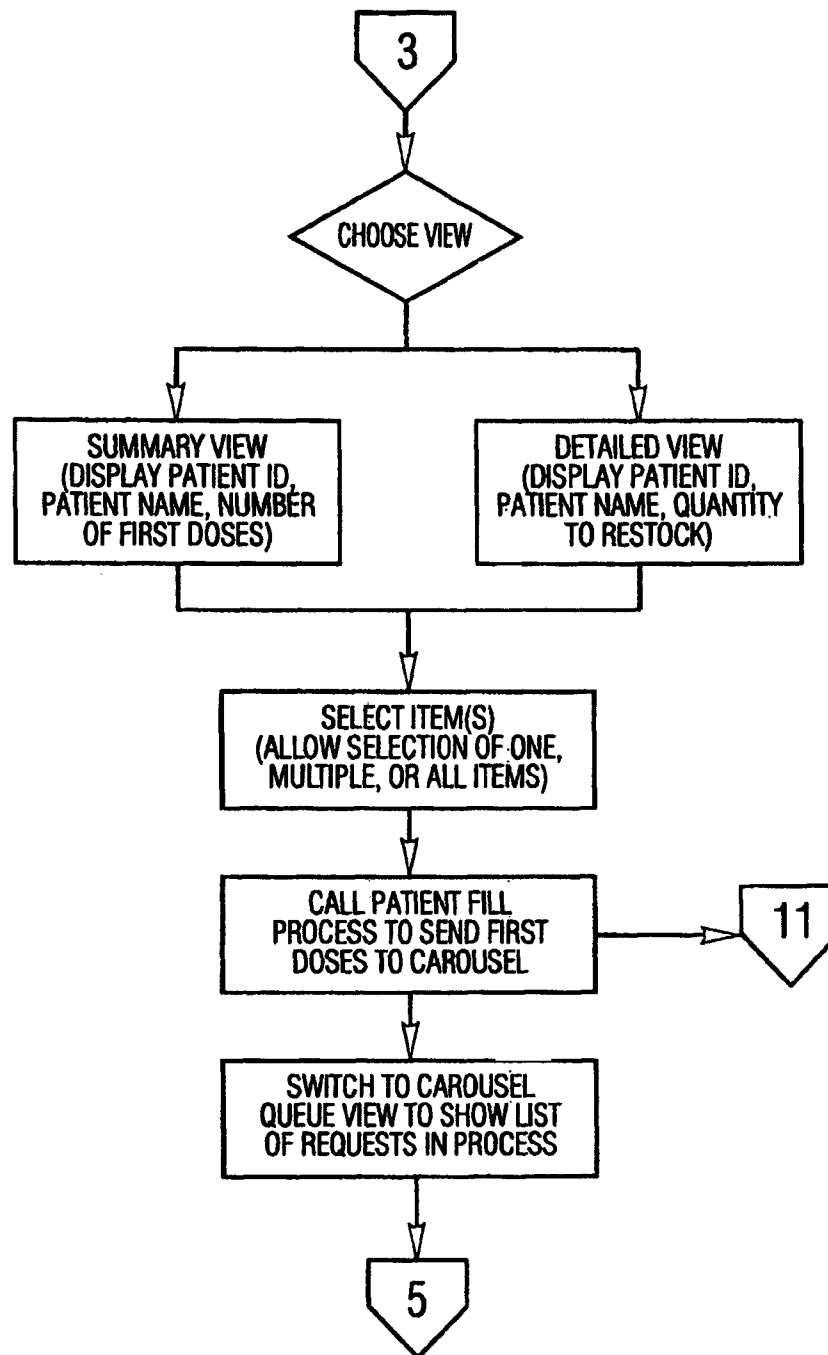 3
CHOOSE VIEW
SUMMARY VIEW
(DISPLAY PATIENT ID,
PATIENT NAME, NUMBER
OF FIRST DOSES)
DETAILED VIEW
(DISPLAY PATIENT ID,
PATIENT NAME, QUANTITY
TO RESTOCK)
SELECT ITEM(S)
(ALLOW SELECTION OF ONE,
MULTIPLE, OR ALL ITEMS)
CALL PATIENT FILL
PROCESS TO SEND FIRST
DOSES TO CAROUSEL
11
SWITCH TO CAROUSEL
QUEUE VIEW TO SHOW LIST
OF REQUESTS IN PROCESS
5